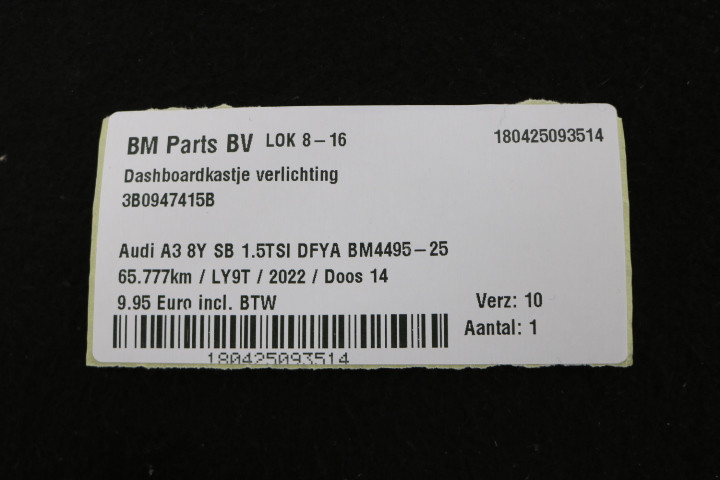 BM Parts BV LOK 8-16 180425093514
Dashboardkastje verlichting
3B0947415B
Audi A3 8Y SB 1.5TSI DFYA BM4495-25
65.777km / LY9T / 2022 / Doos 14
9.95 Euro incl. BTW Verz: 10
Aantal: 1
180425093514